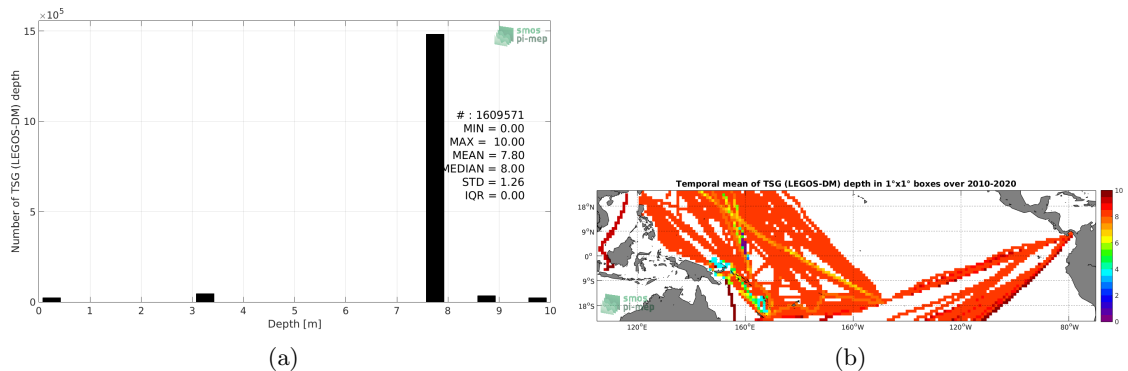 ×10⁵
15
10
5
0
Number of TSG (LEGOS-DM) depth
smos
pi-mep
# : 1609571
MIN = 0.00
MAX = 10.00
MEAN = 7.80
MEDIAN = 8.00
STD = 1.26
IQR = 0.00
0 1 2 3 4 5 6 7 8 9 10
Depth [m]
(a)
Temporal mean of TSG (LEGOS-DM) depth in 1°x1° boxes over 2010-2020
18°N
9°N
0°
9°S
18°S
smos
pi-mep
120°E 160°E 160°W 120°W 80°W
10
8
6
4
2
0
(b)